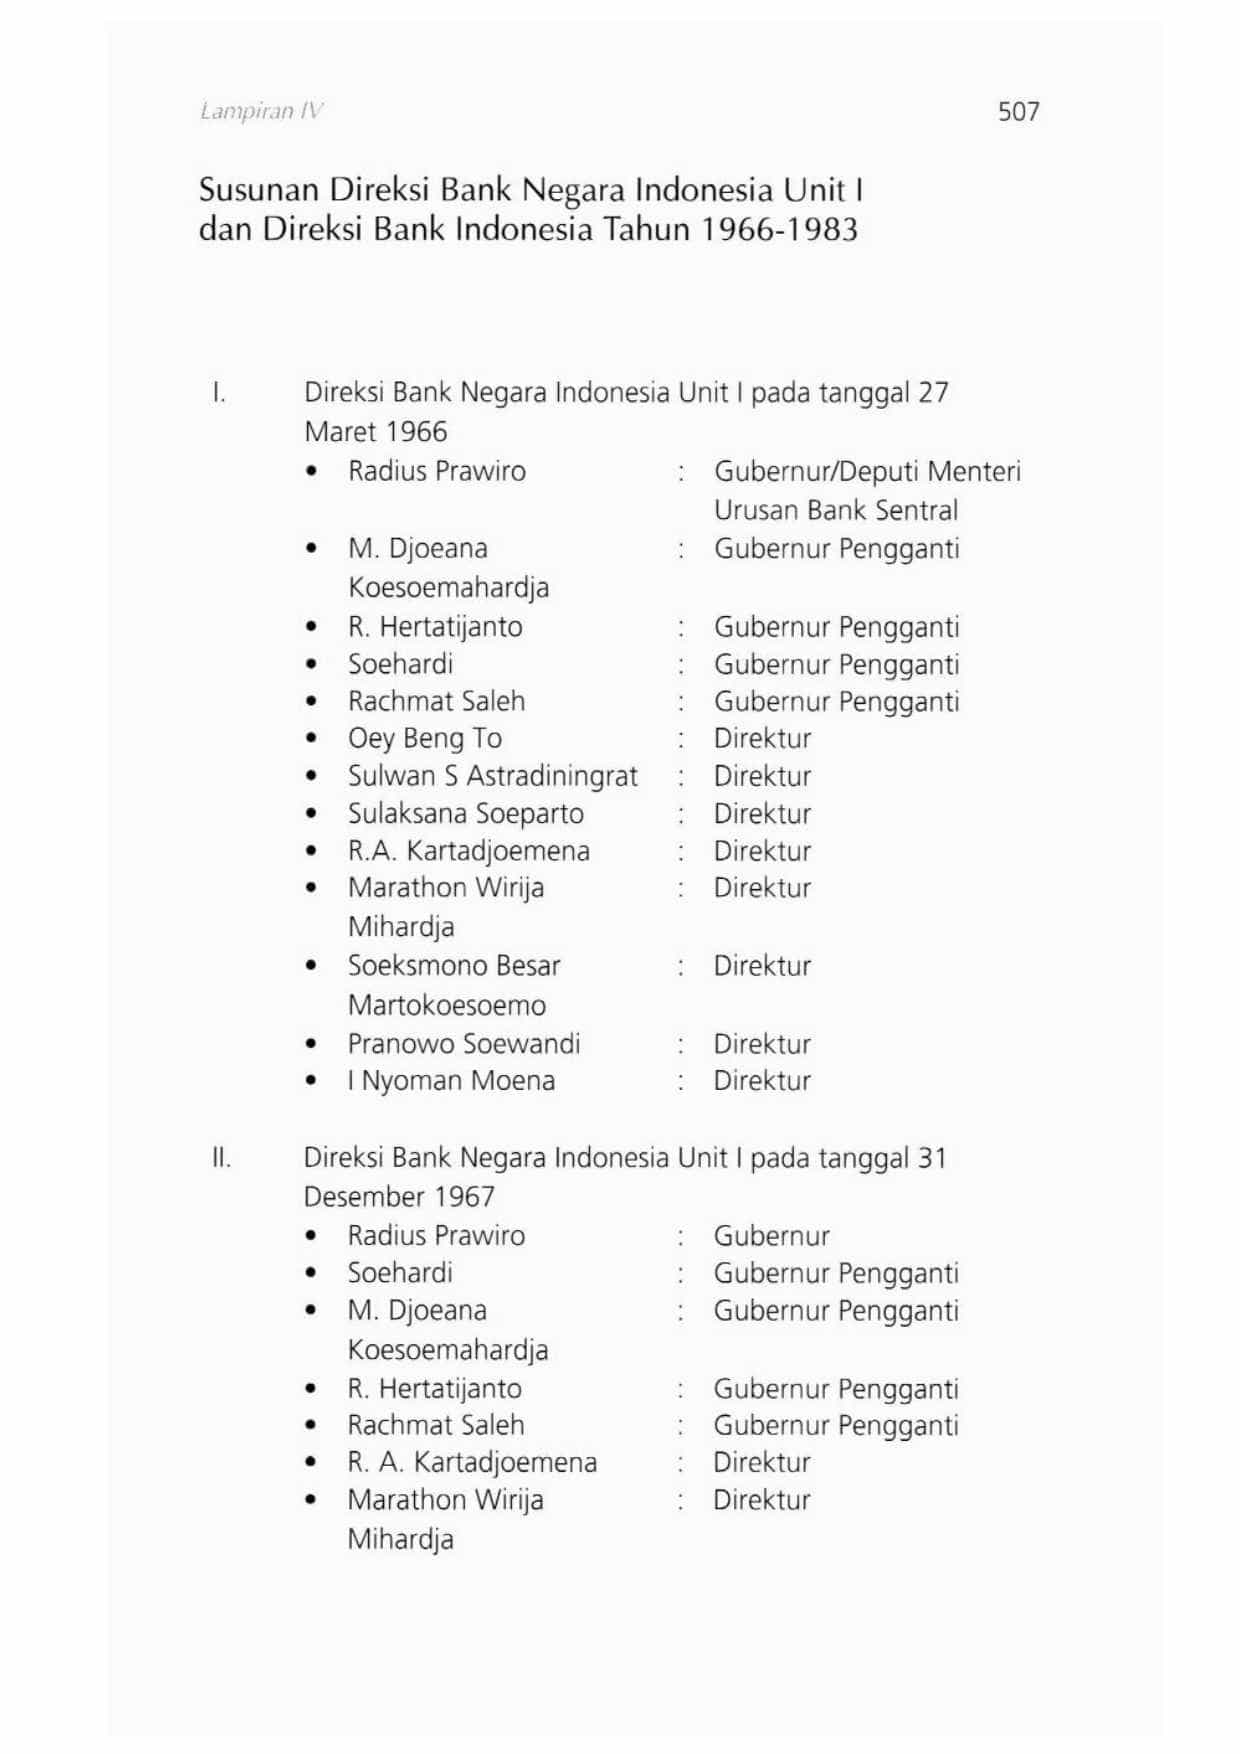 Lampiran IV 507
Susunan Direksi Bank Negara Indonesia Unit I
dan Direksi Bank Indonesia Tahun 1966-1983
I. Direksi Bank Negara Indonesia Unit I pada tanggal 27
Maret 1966
• Radius Prawiro : Gubernur/Deputi Menteri
Urusan Bank Sentral
• M. Djoeana : Gubernur Pengganti
Koesoemahardja
• R. Hertatijanto : Gubernur Pengganti
• Soehardi : Gubernur Pengganti
• Rachmat Saleh : Gubernur Pengganti
• Oey Beng To : Direktur
• Sulwan S Astradiningrat : Direktur
• Sulaksana Soeparto : Direktur
• R.A. Kartadjoemena : Direktur
• Marathon Wirija : Direktur
Mihardja
• Soeksmono Besar : Direktur
Martokoesoemo
• Pranowo Soewandi : Direktur
• I Nyoman Moena : Direktur
II. Direksi Bank Negara Indonesia Unit I pada tanggal 31
Desember 1967
• Radius Prawiro : Gubernur
• Soehardi : Gubernur Pengganti
• M. Djoeana : Gubernur Pengganti
Koesoemahardja
• R. Hertatijanto : Gubernur Pengganti
• Rachmat Saleh : Gubernur Pengganti
• R. A. Kartadjoemena : Direktur
• Marathon Wirija : Direktur
Mihardja